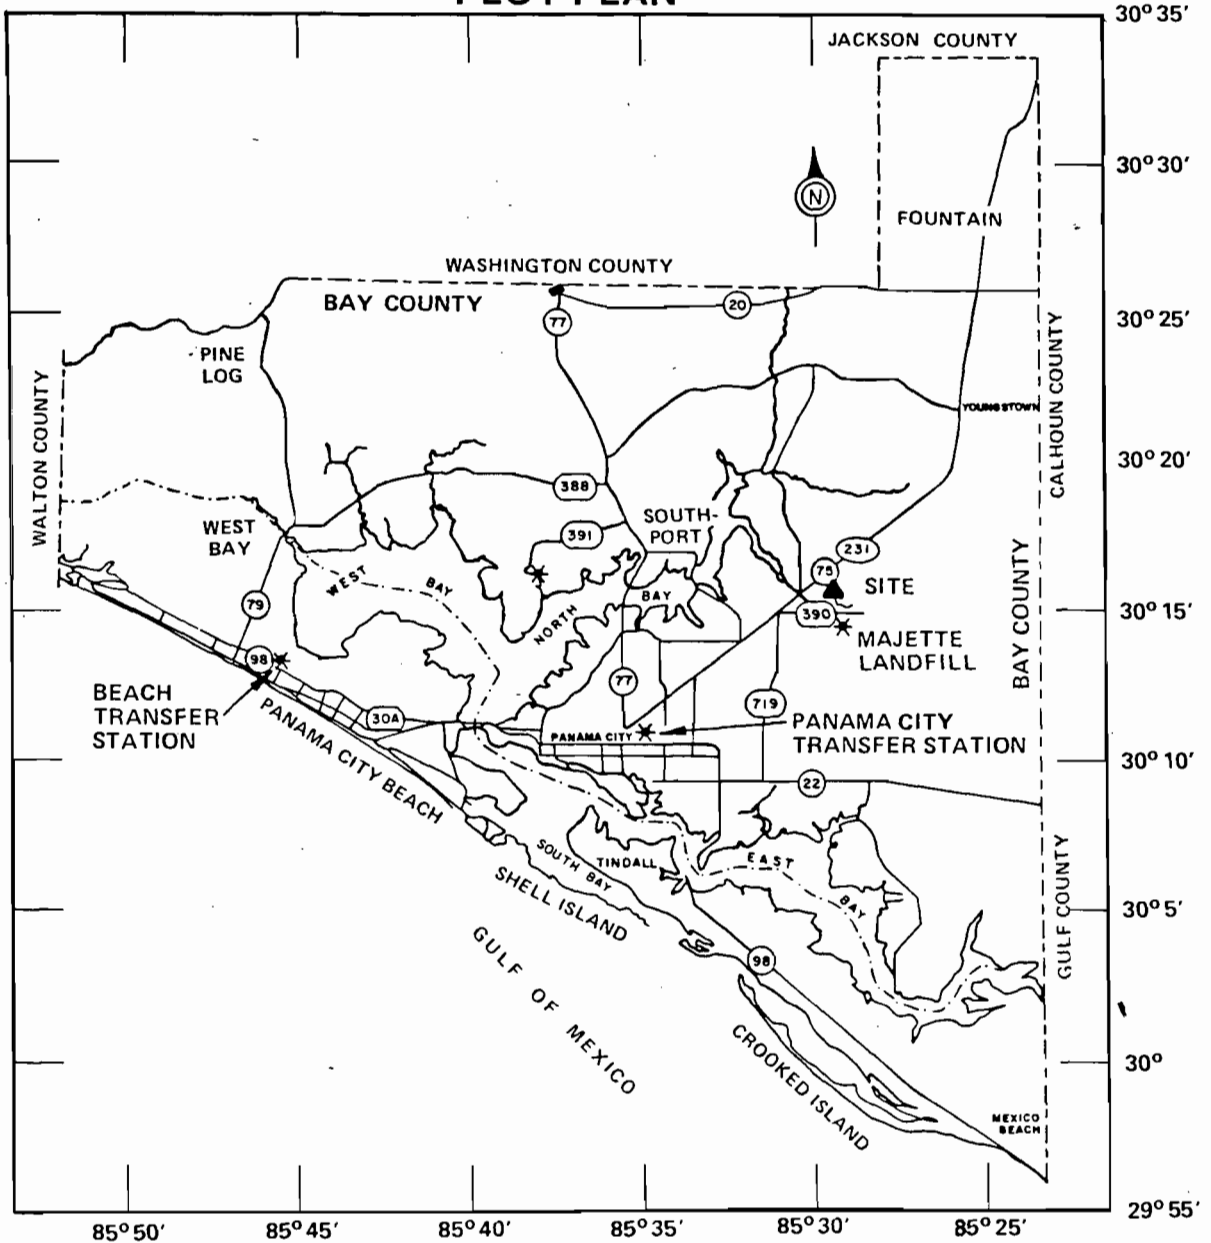 PLOT PLAN
30° 35'
JACKSON COUNTY
30° 30'
N
FOUNTAIN
WASHINGTON COUNTY
BAY COUNTY
20
77
30° 25'
PINE
LOG
WALTON COUNTY
CALHOUN COUNTY
YOUNGSTOWN
30° 20'
388
WEST
BAY
391
SOUTH-
PORT
231
75
SITE
WEST BAY
NORTH BAY
79
390
30° 15'
MAJETTE
LANDFILL
BAY COUNTY
98
77
719
BEACH
TRANSFER
STATION
30A
PANAMA CITY
PANAMA CITY
TRANSFER STATION
PANAMA CITY BEACH
30° 10'
22
SOUTH BAY
TINDALL
EAST BAY
SHELL ISLAND
30° 5'
GULF COUNTY
GULF OF MEXICO
98
30°
CROOKED ISLAND
MEXICO
BEACH
29° 55'
85° 50'
85° 45'
85° 40'
85° 35'
85° 30'
85° 25'